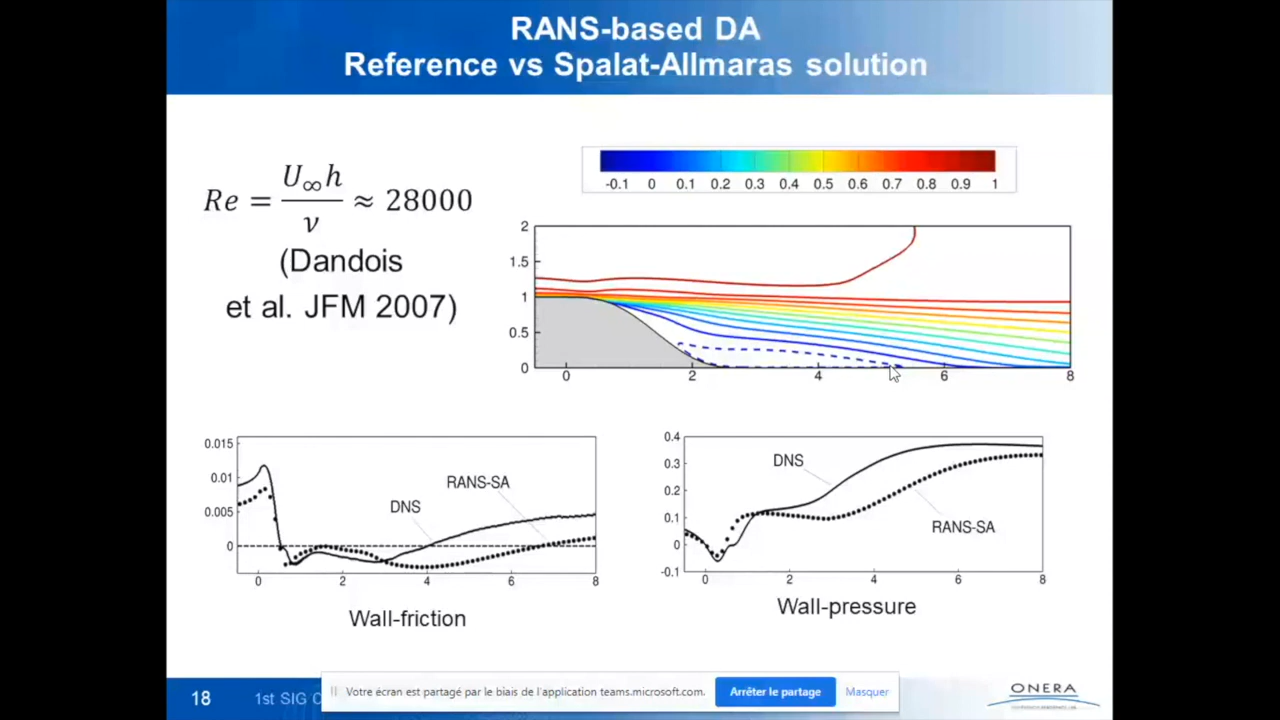 RANS-based DA
Reference vs Spalat-Allmaras solution
Re = U∞h / ν ≈ 28000
(Dandois
et al. JFM 2007)
-0.1 0 0.1 0.2 0.3 0.4 0.5 0.6 0.7 0.8 0.9 1
2
1.5
1
0.5
0
0 2 4 6 8
0.015
0.01
0.005
0
RANS-SA
DNS
0 2 4 6 8
Wall-friction
0.4
0.3
0.2
0.1
0
-0.1
DNS
RANS-SA
0 2 4 6 8
Wall-pressure
18
1st SIG
Votre écran est partagé par le biais de l'application teams.microsoft.com.
Arrêter le partage
Masquer
ONERA